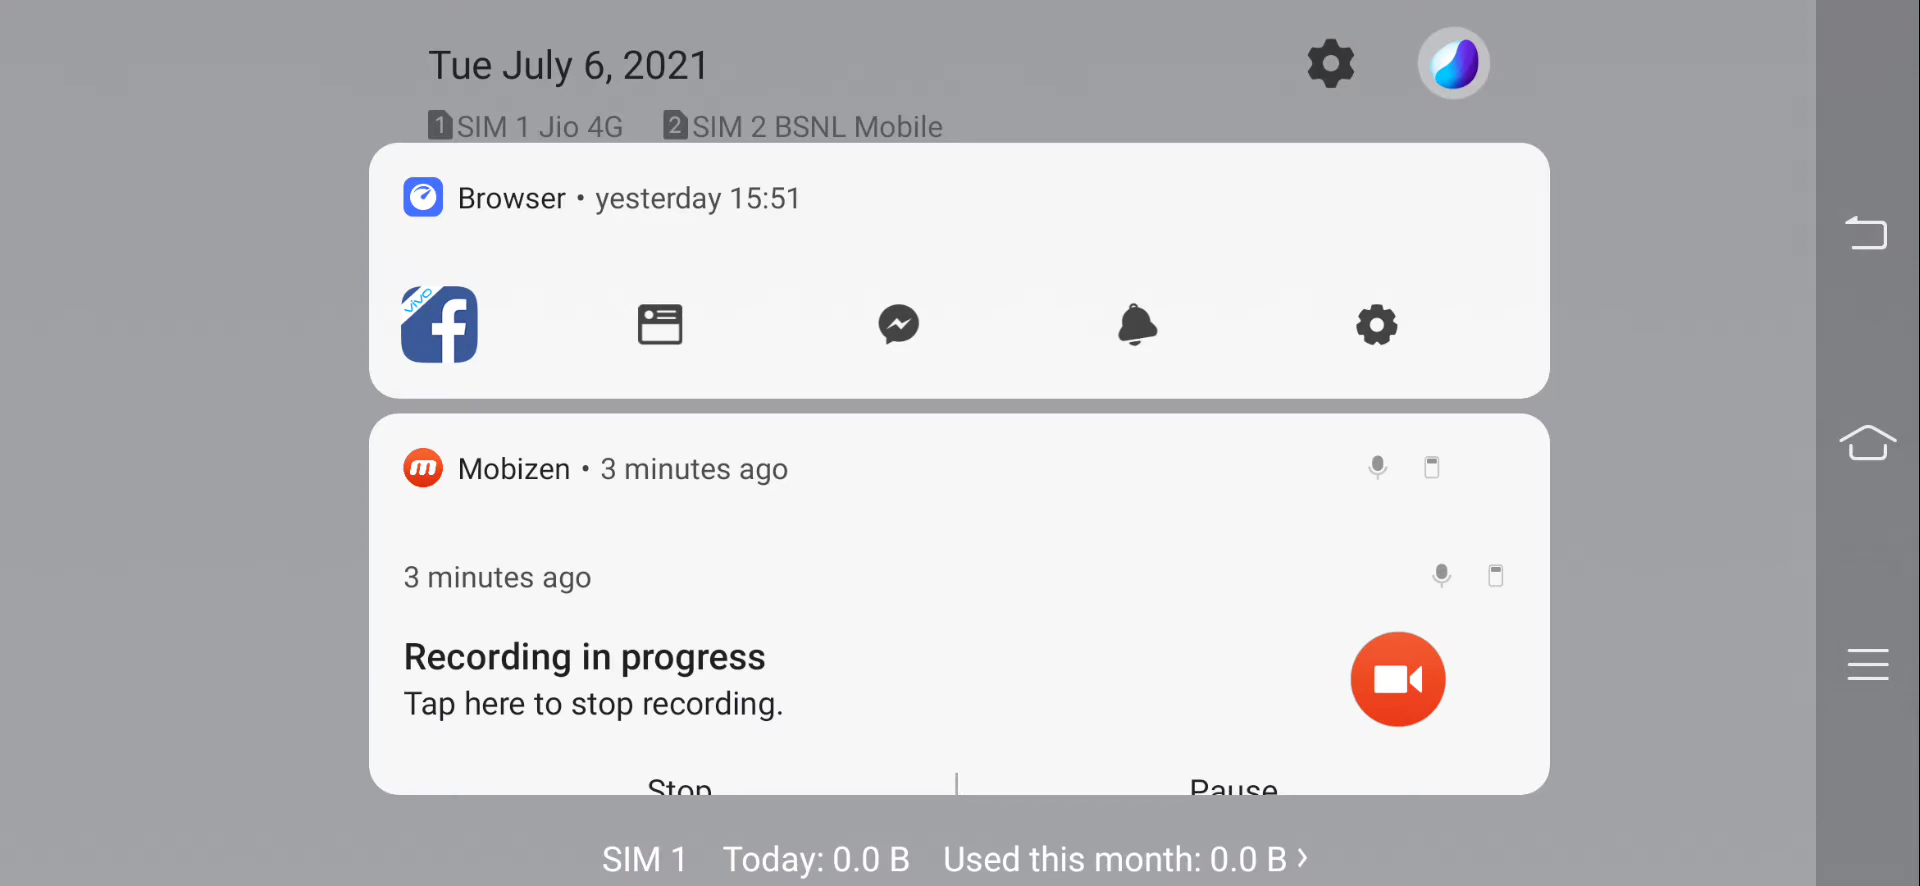 Tue July 6, 2021
1 SIM 1 Jio 4G 2 SIM 2 BSNL Mobile
Browser • yesterday 15:51
vivo
f
m Mobizen • 3 minutes ago
3 minutes ago
Recording in progress
Tap here to stop recording.
Stop Pause
SIM 1 Today: 0.0 B Used this month: 0.0 B ›